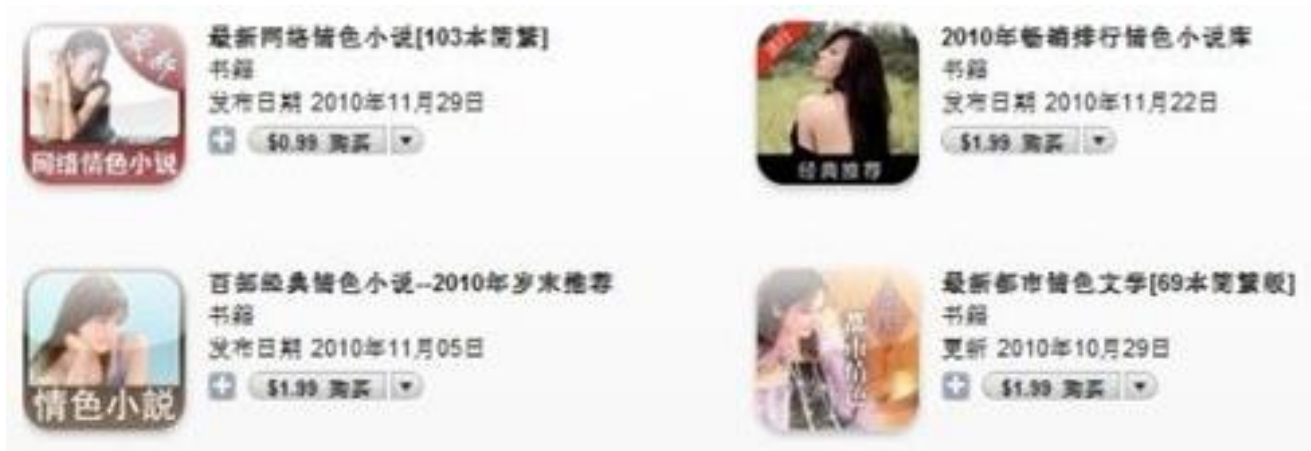 最新网络情色小说[103本简繁]
书籍
发布日期 2010年11月29日
$0.99 购买
网络情色小说
2010年畅销排行情色小说库
书籍
发布日期 2010年11月22日
$1.99 购买
经典推荐
百部经典情色小说--2010年岁末推荐
书籍
发布日期 2010年11月05日
$1.99 购买
情色小説
最新都市情色文学[69本简繁版]
书籍
更新 2010年10月29日
$1.99 购买
都市情色